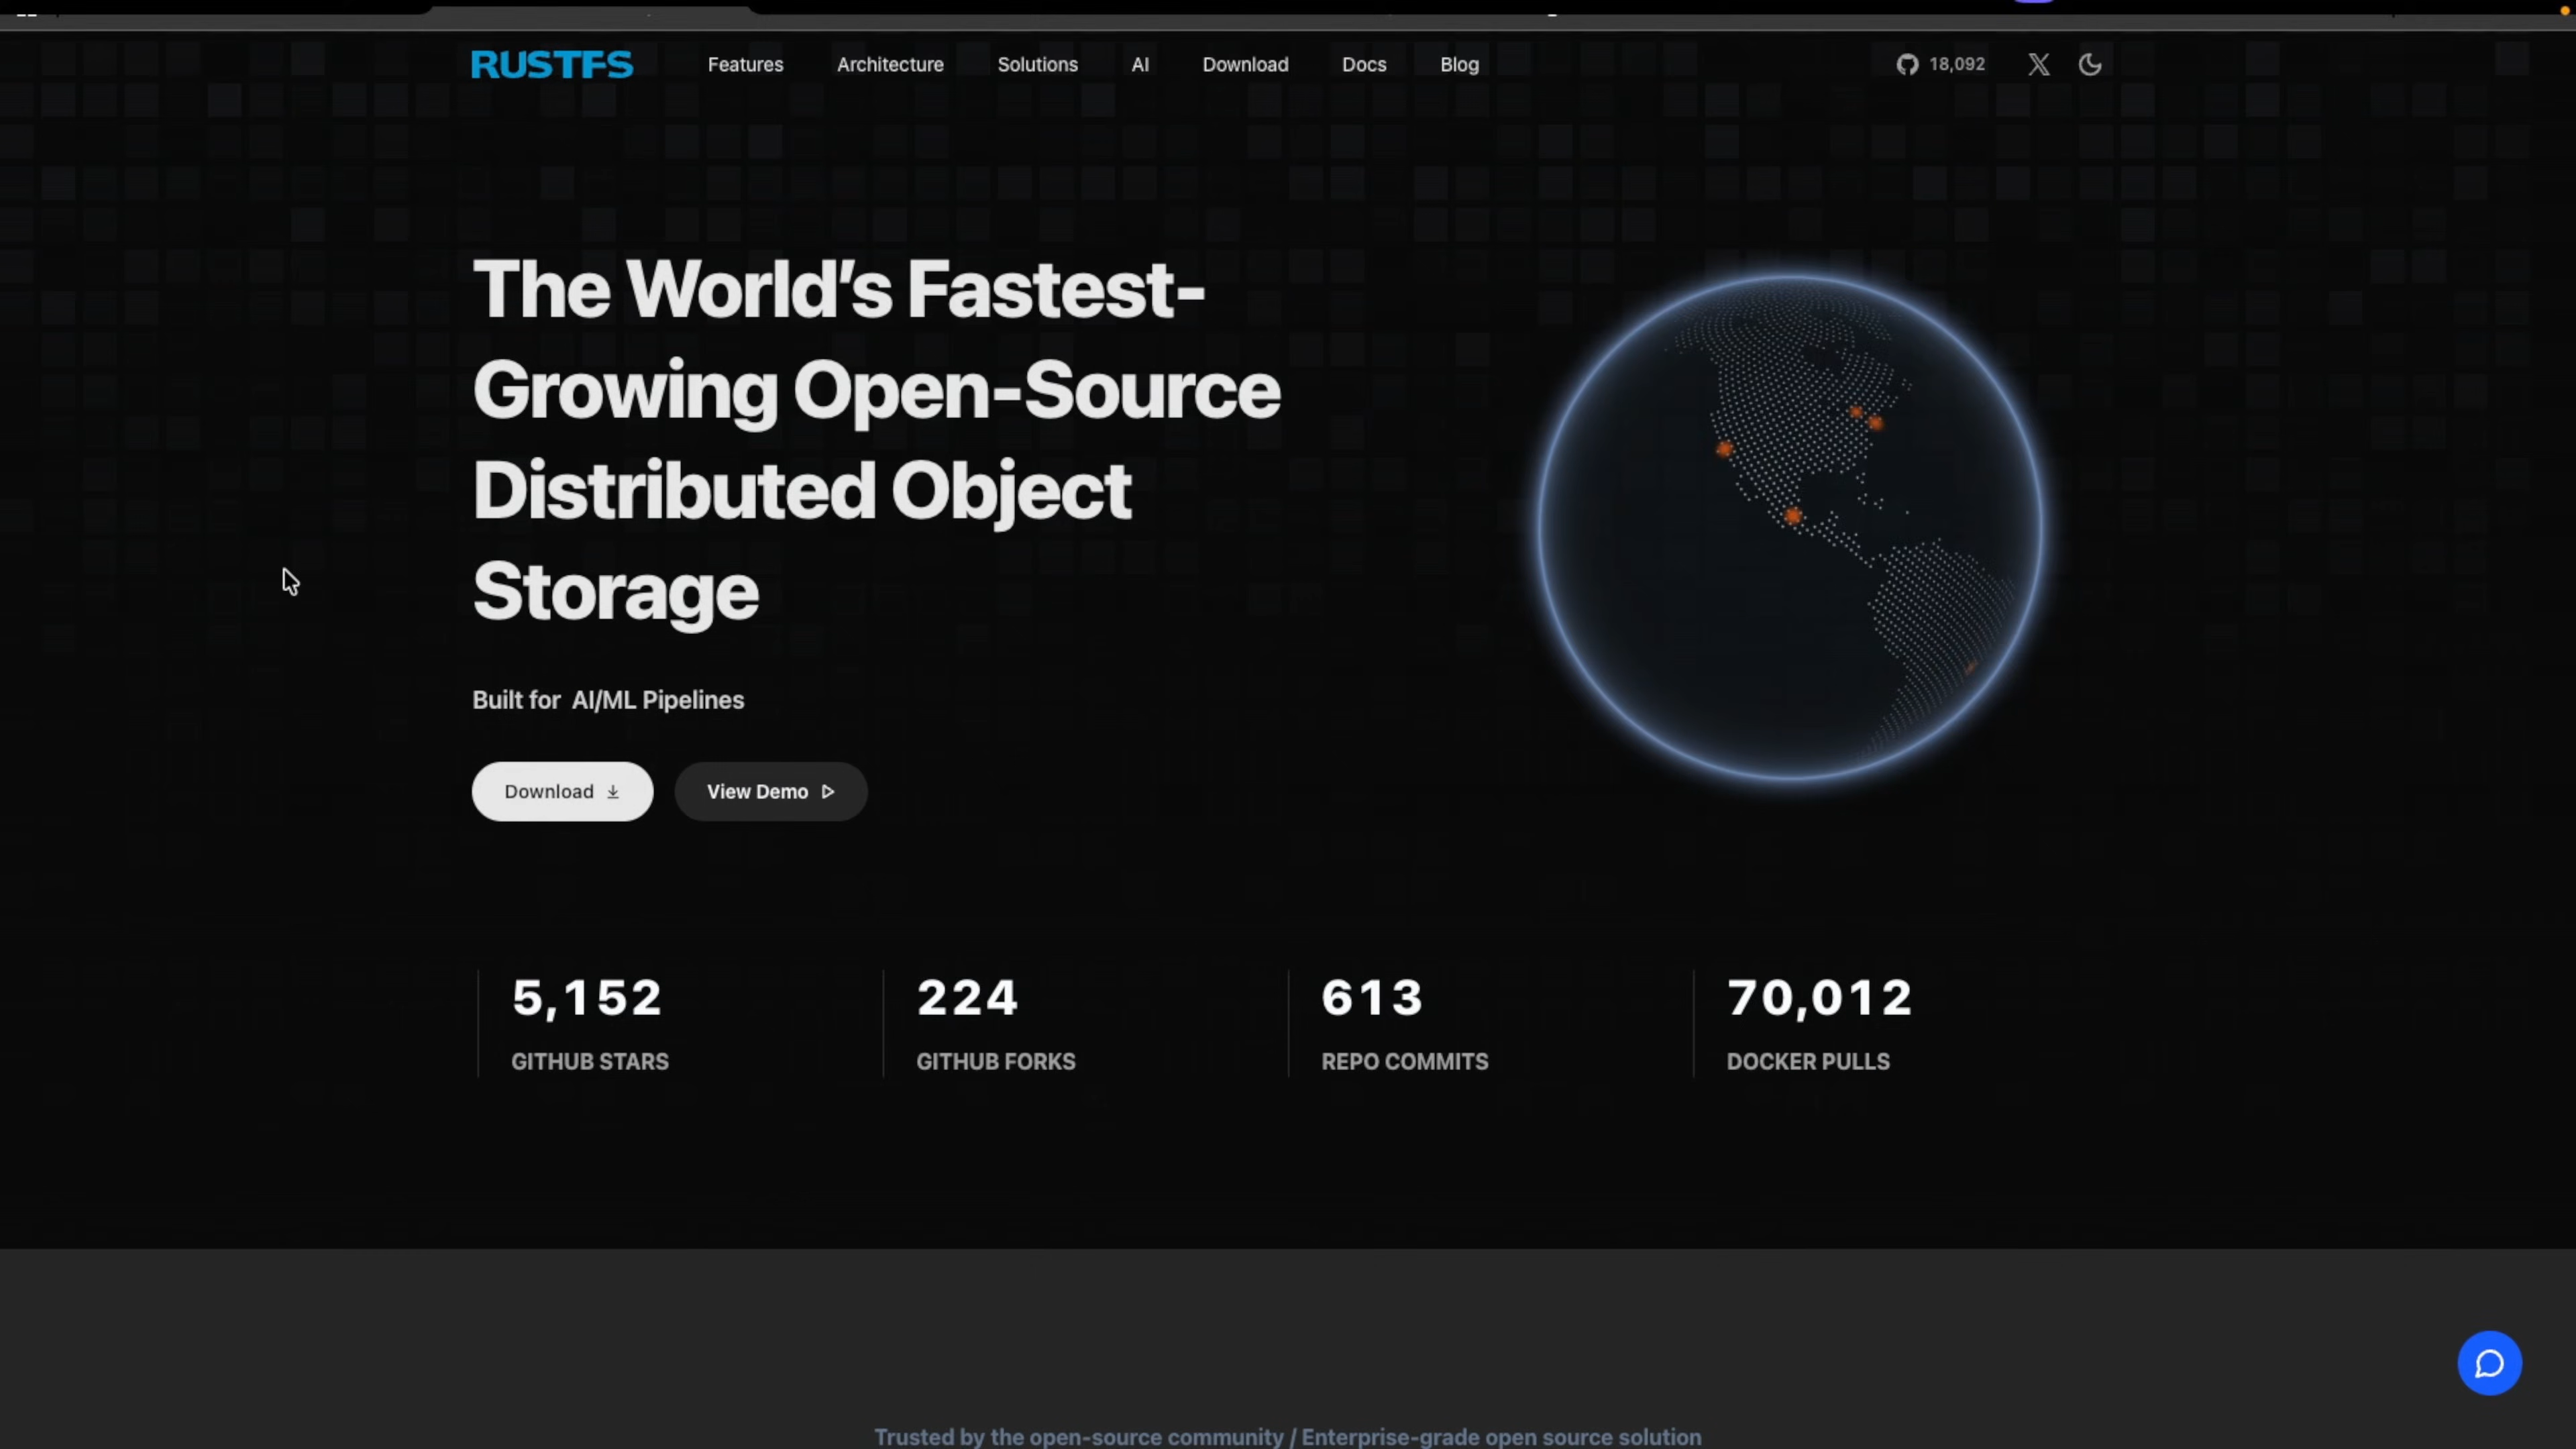 RUSTFS Features Architecture Solutions AI Download Docs Blog 18,092
The World’s Fastest-
Growing Open-Source
Distributed Object
Storage
Built for AI/ML Pipelines
Download View Demo
5,152 224 613 70,012
GITHUB STARS GITHUB FORKS REPO COMMITS DOCKER PULLS
Trusted by the open-source community / Enterprise-grade open source solution